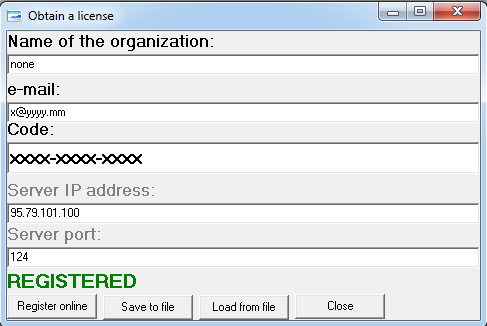 Obtain a license
Name of the organization:
none
e-mail:
x@yyyy.mm
Code:
xxxx-xxxx-xxxx
Server IP address:
95.79.101.100
Server port:
124
REGISTERED
Register online Save to file Load from file Close